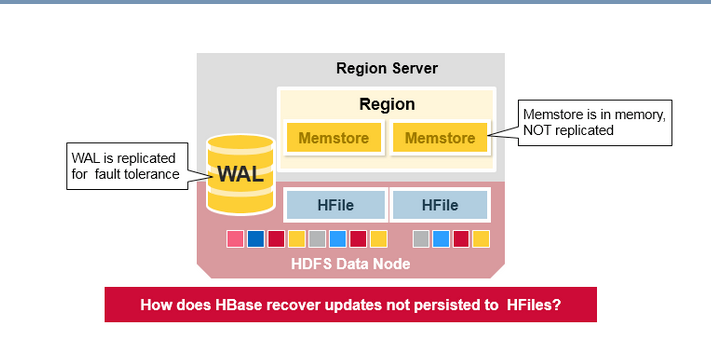 Region Server
Region
Memstore Memstore
Memstore is in memory,
NOT replicated
WAL is replicated
for fault tolerance
WAL
HFile HFile
HDFS Data Node
How does HBase recover updates not persisted to HFiles?